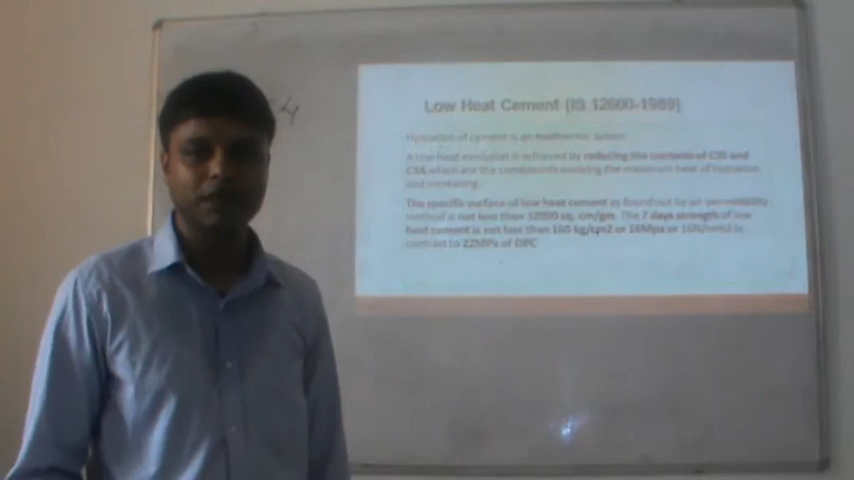 4
Low Heat Cement (IS 12600-1989)
Hydration of cement is an exothermic action.
A low heat evolution is achieved by reducing the contents of C3S and
C3A which are the components evolving the maximum heat of hydration
and increasing
The specific surface of low heat cement as found out by air-permeability
method is not less than 32000 sq. cm/gm. The 7 days strength of low
heat cement is not less than 160 kg/cm2 or 16Mpa or 16N/mm2 in
contrast to 22MPs of OPC